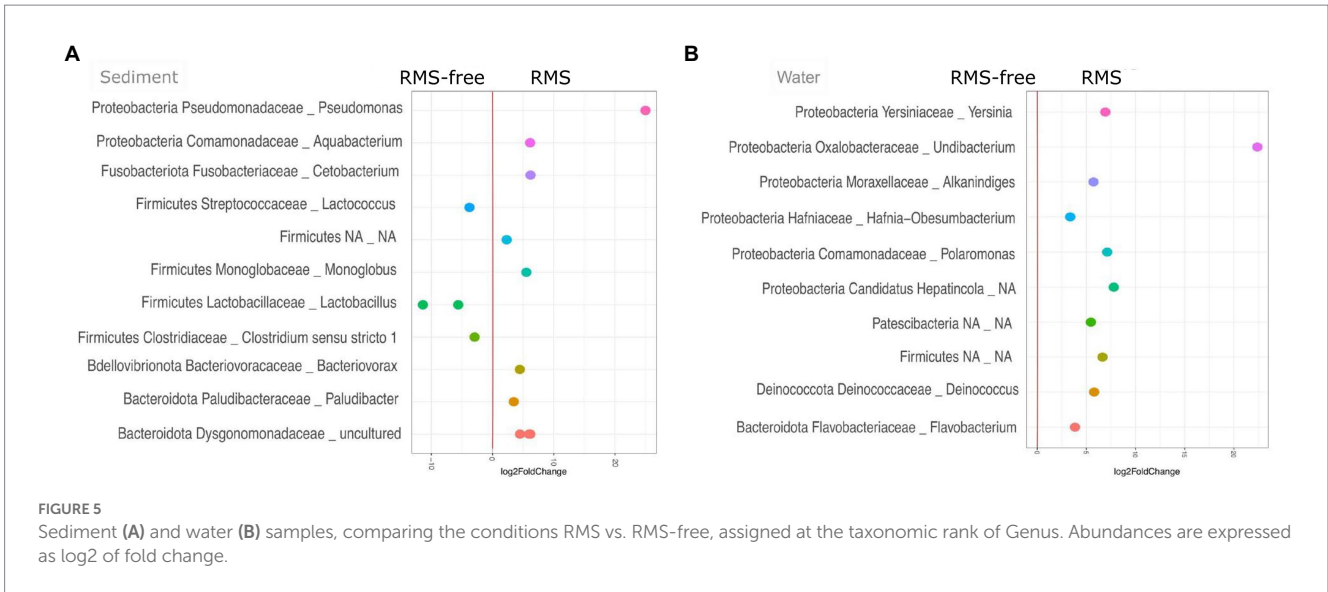 A
Sediment
RMS-free RMS
Proteobacteria Pseudomonadaceae _ Pseudomonas
Proteobacteria Comamonadaceae _ Aquabacterium
Fusobacteriota Fusobacteriaceae _ Cetobacterium
Firmicutes Streptococcaceae _ Lactococcus
Firmicutes NA _ NA
Firmicutes Monoglobaceae _ Monoglobus
Firmicutes Lactobacillaceae _ Lactobacillus
Firmicutes Clostridiaceae _ Clostridium sensu stricto 1
Bdellovibrionota Bacteriovoracaceae _ Bacteriovorax
Bacteroidota Paludibacteraceae _ Paludibacter
Bacteroidota Dysgonomonadaceae _ uncultured
-10 0 10 20
log2FoldChange
B
Water
RMS-free RMS
Proteobacteria Yersiniaceae _ Yersinia
Proteobacteria Oxalobacteraceae _ Undibacterium
Proteobacteria Moraxellaceae _ Alkanindiges
Proteobacteria Hafniaceae _ Hafnia-Obesumbacterium
Proteobacteria Comamonadaceae _ Polaromonas
Proteobacteria Candidatus Hepatincola _ NA
Patescibacteria NA _ NA
Firmicutes NA _ NA
Deinococcota Deinococcaceae _ Deinococcus
Bacteroidota Flavobacteriaceae _ Flavobacterium
0 5 10 15 20
log2FoldChange
FIGURE 5
Sediment (A) and water (B) samples, comparing the conditions RMS vs. RMS-free, assigned at the taxonomic rank of Genus. Abundances are expressed
as log2 of fold change.